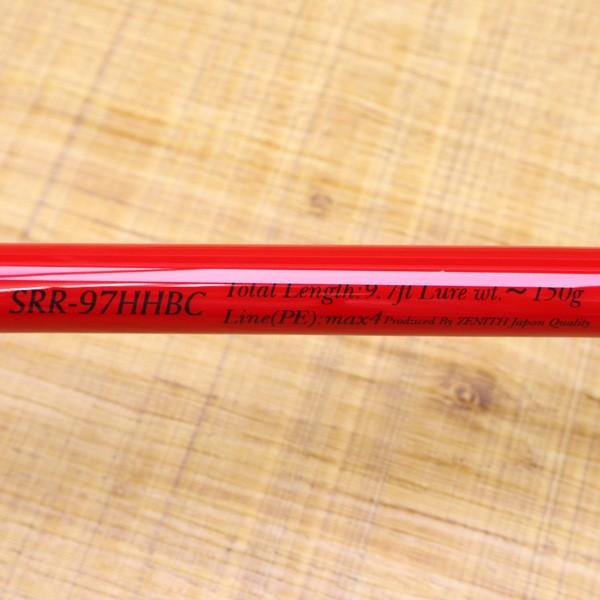 SRR-97HHBC
Total Length:9.7ft Lure wt.~150g
Line(PE):max4 Produced By ZENITH Japan Quality